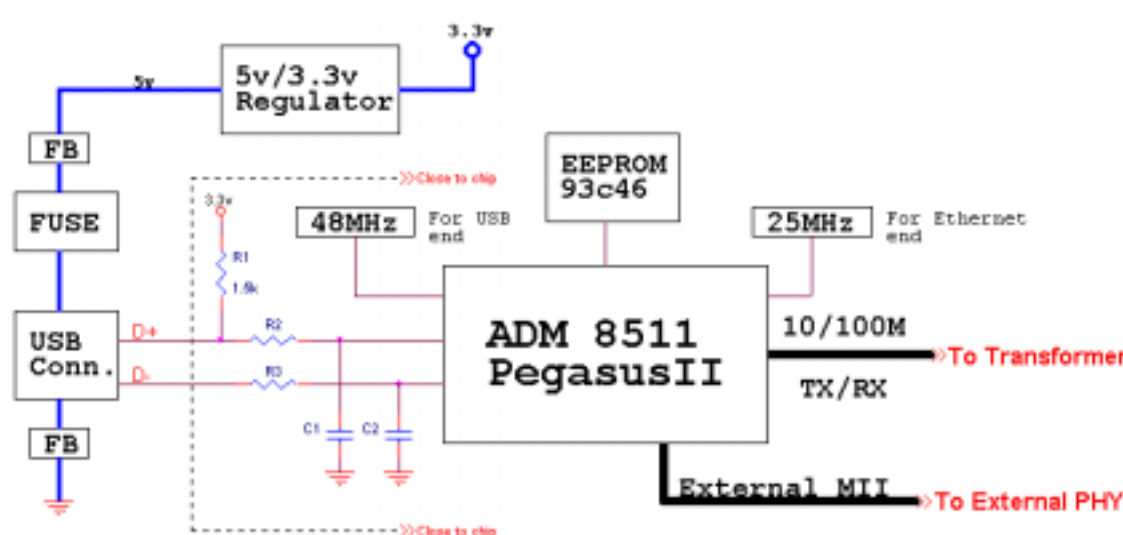 3.3v
5v/3.3v
Regulator
5v
FB
EEPROM
93c46
Close to chip
FUSE
3.3v
48MHz
For USB
end
25MHz
For Ethernet
end
R1
1.5k
USB
Conn.
D+
R2
ADM 8511
PegasusII
10/100M
To Transformer
D-
R3
TX/RX
FB
C1
C2
External MII
To External PHY
Close to chip